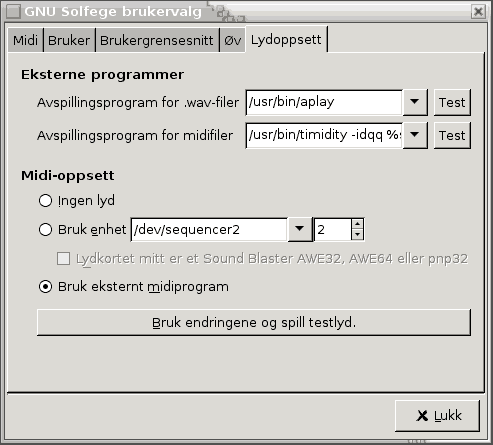 GNU Solfege brukervalg
Midi Bruker Brukergrensesnitt Øv Lydoppsett
Eksterne programmer
Avspillingsprogram for .wav-filer /usr/bin/aplay Test
Avspillingsprogram for midifiler /usr/bin/timidity -idqq %s Test
Midi-oppsett
Ingen lyd
Bruk enhet /dev/sequencer2 2
Lydkortet mitt er et Sound Blaster AWE32, AWE64 eller pnp32
Bruk eksternt midiprogram
Bruk endringene og spill testlyd.
Lukk